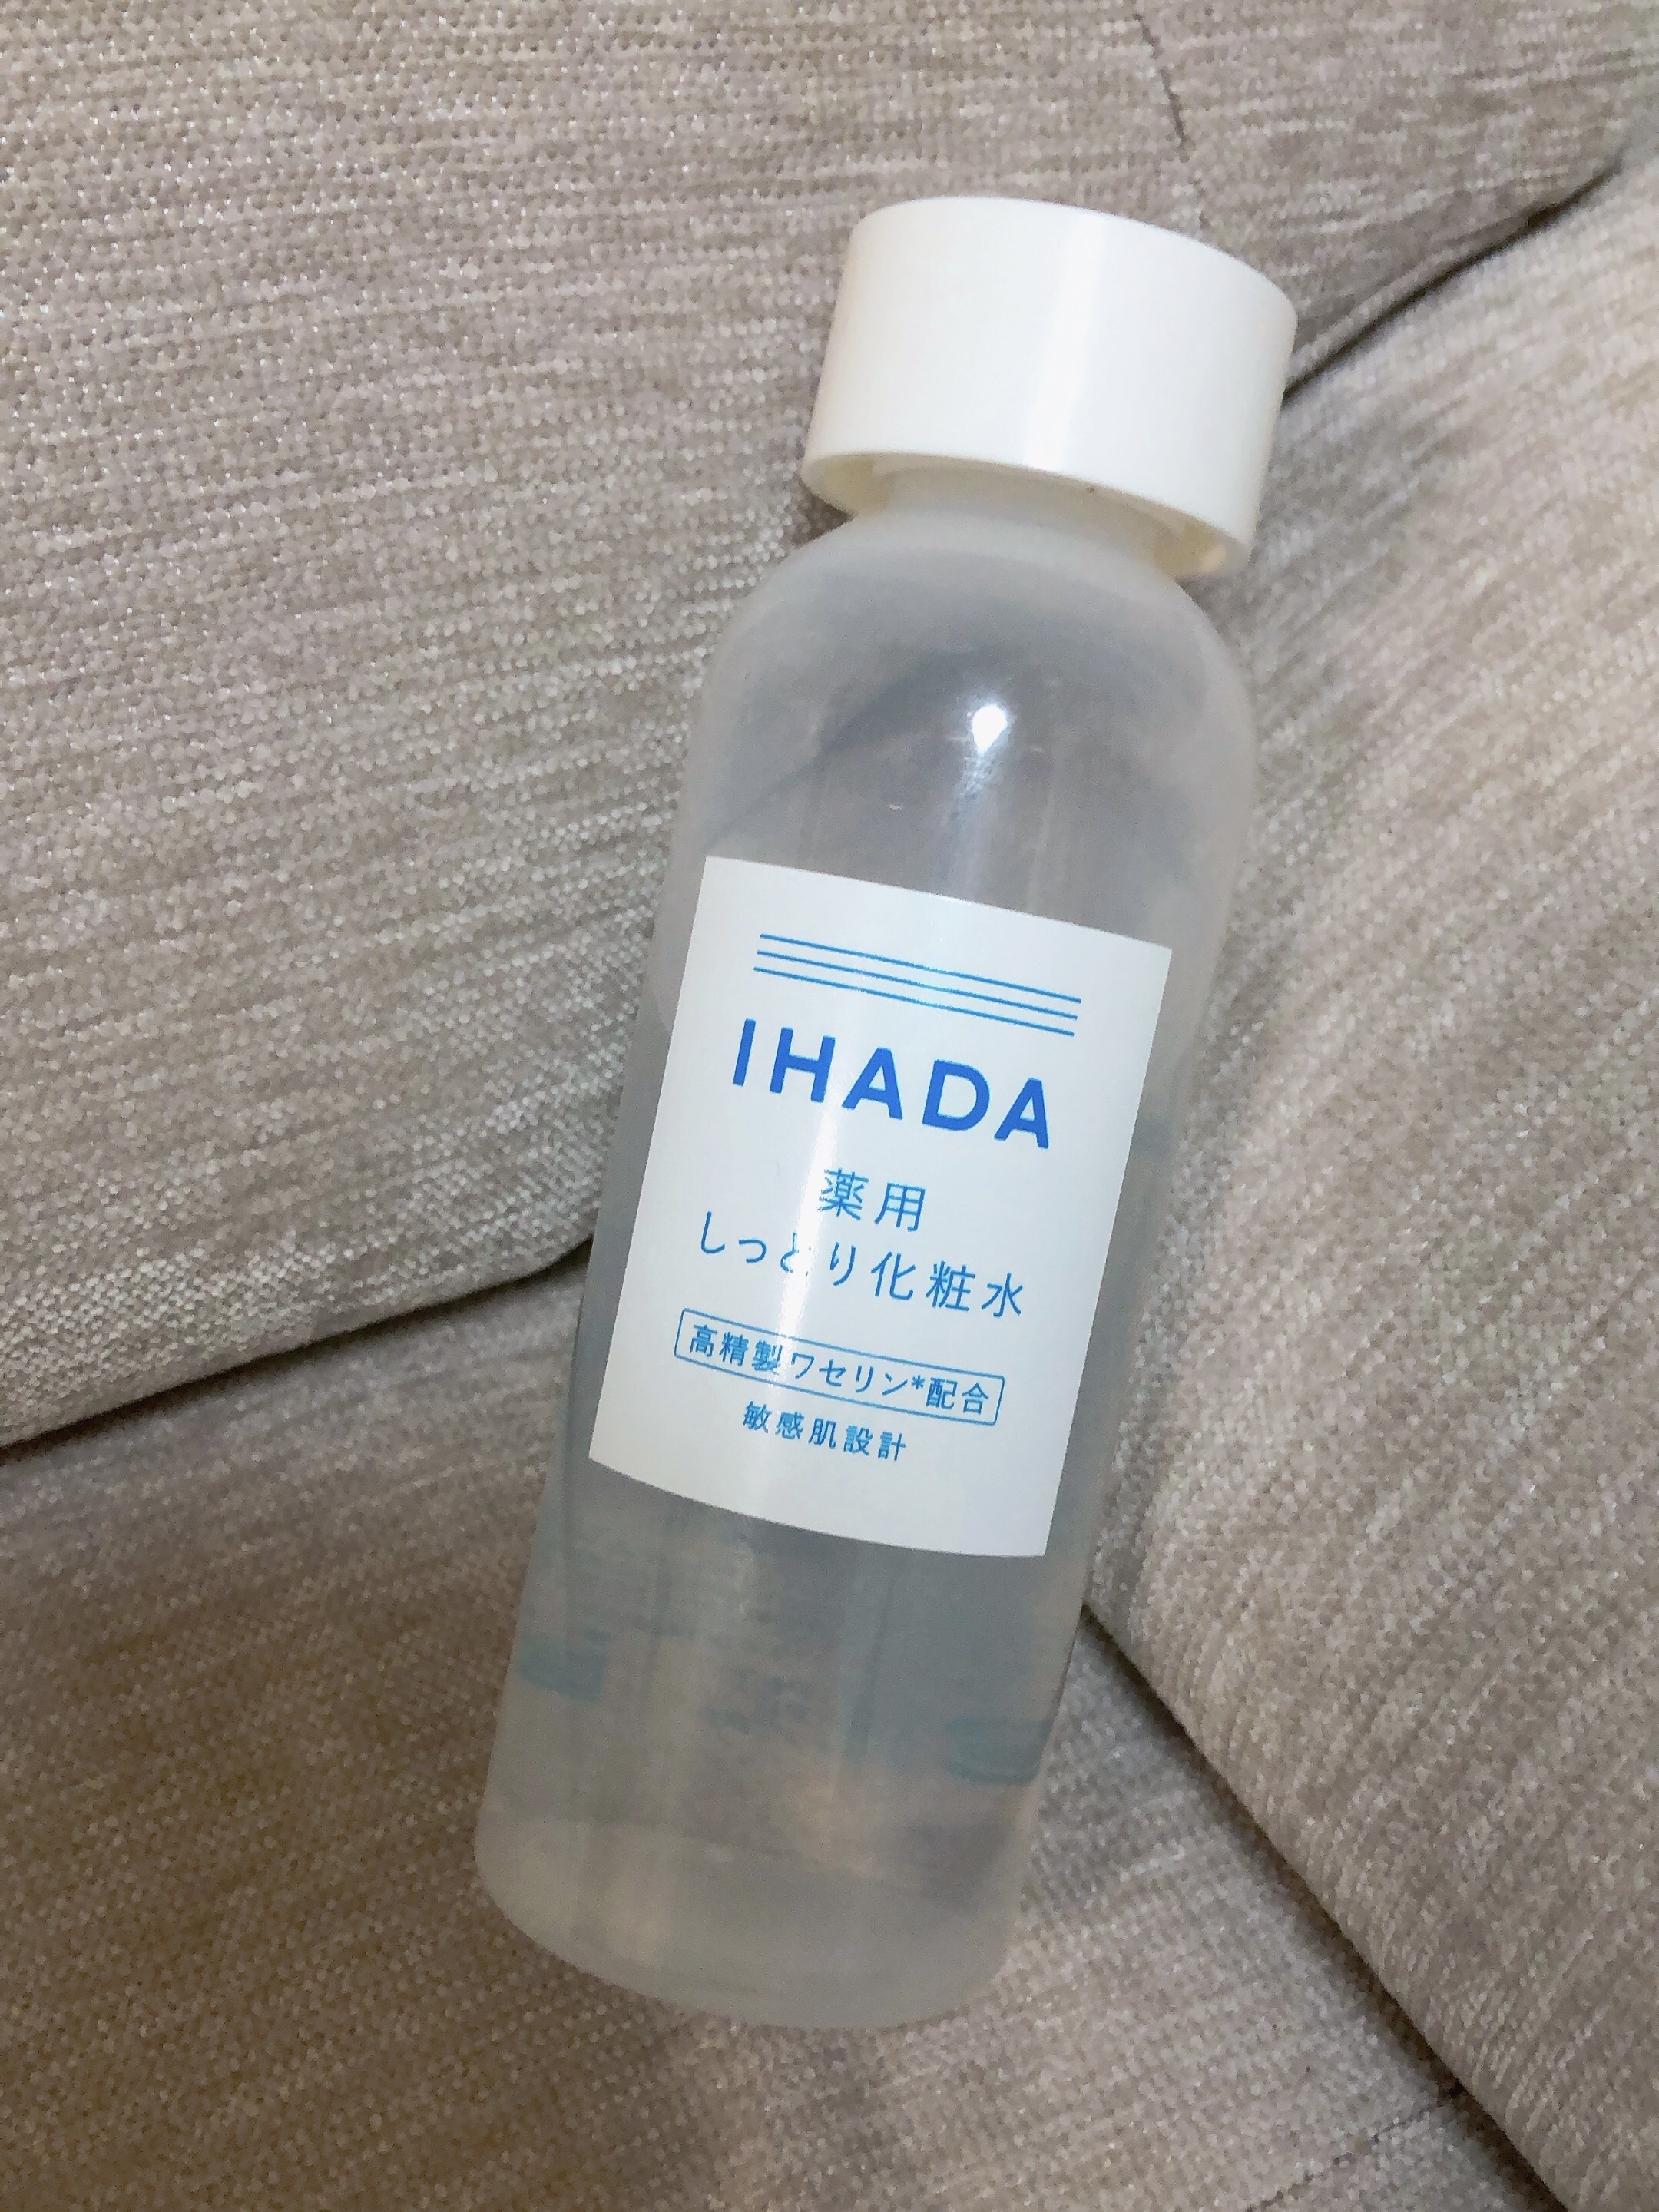 IHADA
薬用
しっとり化粧水
高精製ワセリン*配合
敏感肌設計